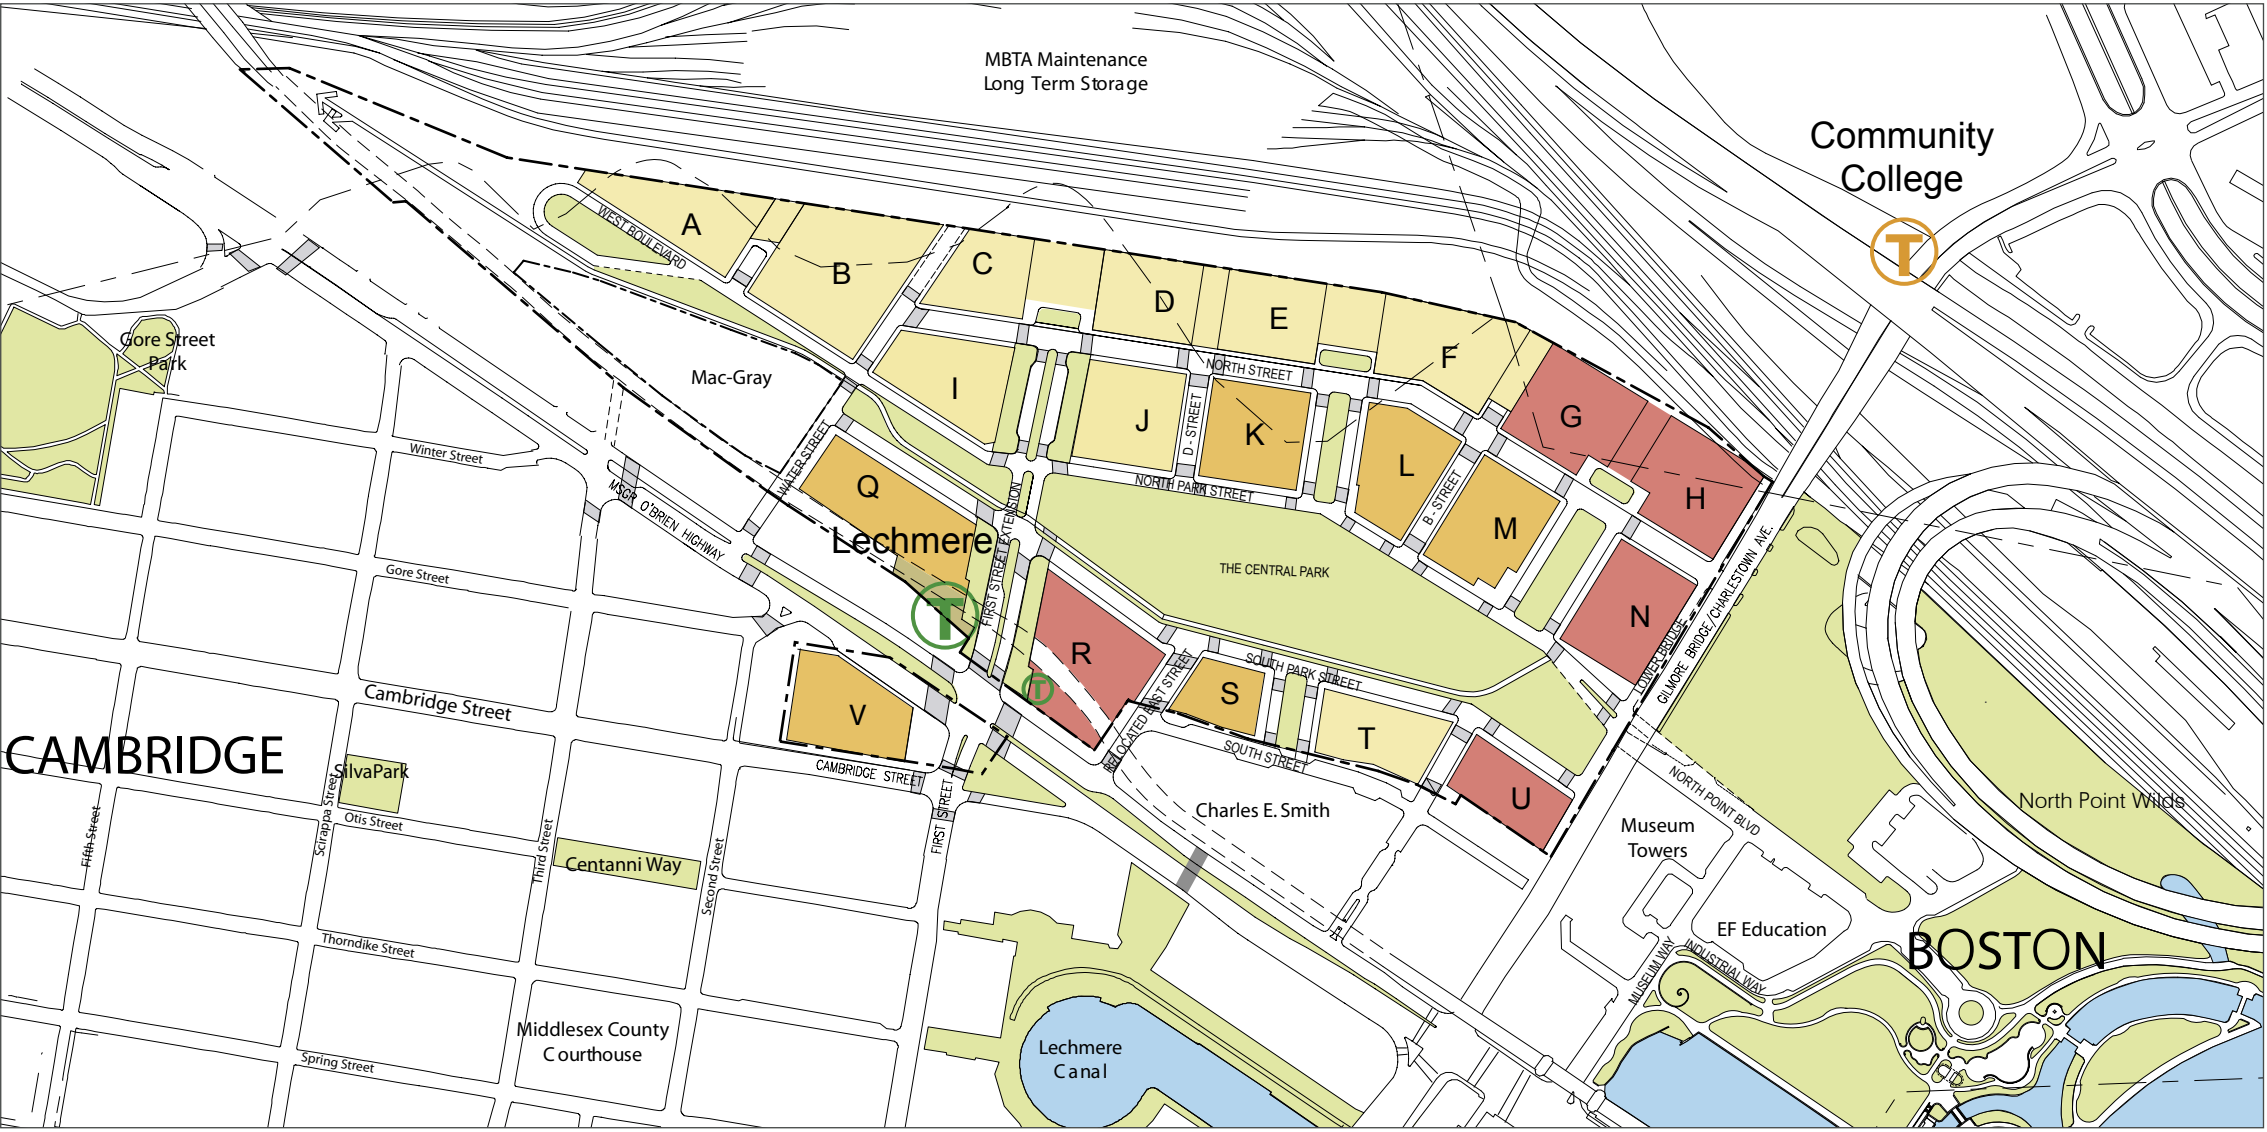 MBTA Maintenance
Long Term Storage
Community
College
T
A
WEST BOULEVARD
B
C
D
E
F
G
H
Gore Street
Park
Mac-Gray
I
J
D - STREET
NORTH STREET
K
L
B - STREET
M
N
Winter Street
MSGR O'BRIEN HIGHWAY
WATER STREET
Q
Lechmere
T
FIRST STREET EXTENSION
NORTH PARK STREET
THE CENTRAL PARK
Gore Street
R
T
RELOCATED EAST STREET
S
SOUTH PARK STREET
SOUTH STREET
T
U
LOWER BRIDGE
GILMORE BRIDGE/CHARLESTOWN AVE.
V
Cambridge Street
CAMBRIDGE STREET
CAMBRIDGE
SilvaPark
Otis Street
Fifth Street
Sciarappa Street
Third Street
Second Street
FIRST STREET
Centanni Way
Charles E. Smith
Museum
Towers
NORTH POINT BLVD
North Point Wilds
EF Education
BOSTON
MUSEUM WAY
INDUSTRIAL WAY
Thorndike Street
Middlesex County
Courthouse
Spring Street
Lechmere
Canal